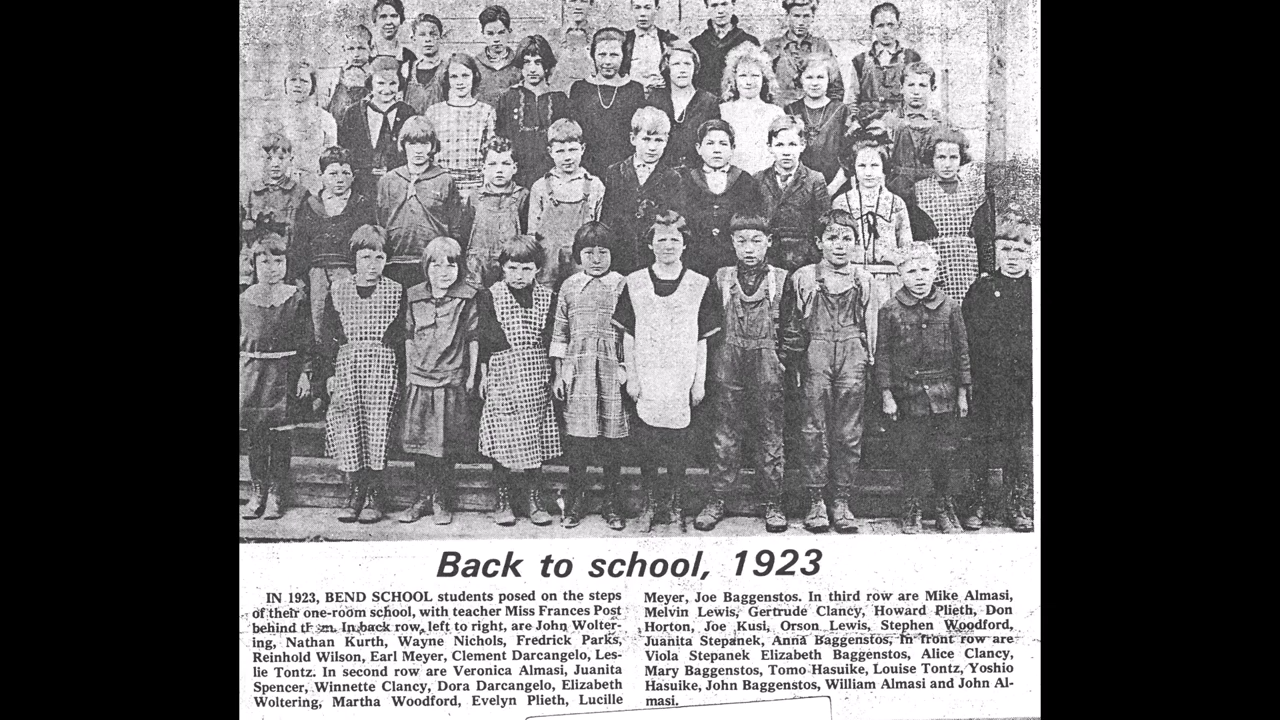 Back to school, 1923
IN 1923, BEND SCHOOL students posed on the steps
of their one-room school, with teacher Miss Frances Post
behind them. In back row, left to right, are John Wolter-
ing, Nathan Kurth, Wayne Nichols, Fredrick Parks,
Reinhold Wilson, Earl Meyer, Clement Darcangelo, Les-
lie Tontz. In second row are Veronica Almasi, Juanita
Spencer, Winnette Clancy, Dora Darcangelo, Elizabeth
Woltering, Martha Woodford, Evelyn Plieth, Lucille
Meyer, Joe Baggenstos. In third row are Mike Almasi,
Melvin Lewis, Gertrude Clancy, Howard Plieth, Don
Horton, Joe Kusi, Orson Lewis, Stephen Woodford,
Juanita Stepanek, Anna Baggenstos, In front row are
Viola Stepanek Elizabeth Baggenstos, Alice Clancy,
Mary Baggenstos, Tomo Hasuike, Louise Tontz, Yoshio
Hasuike, John Baggenstos, William Almasi and John Al-
masi.